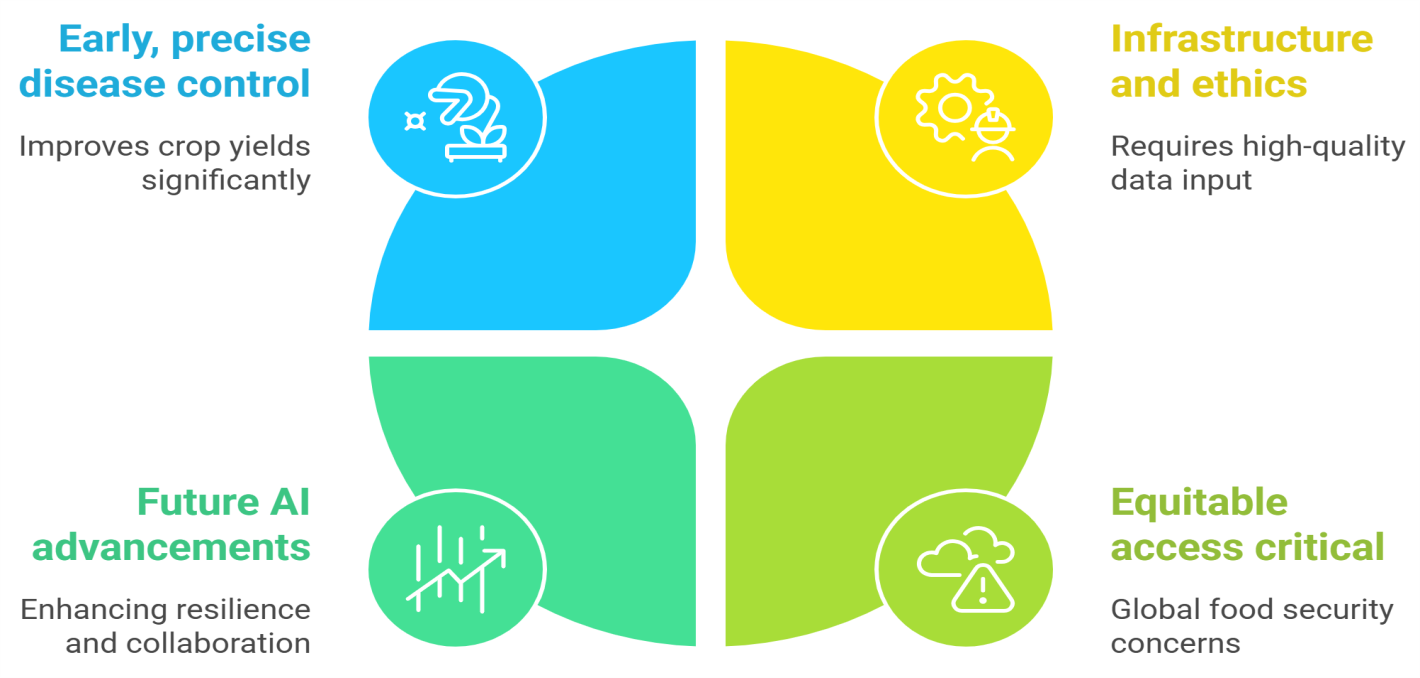 Early, precise
disease control
Improves crop yields
significantly
Infrastructure
and ethics
Requires high-quality
data input
Future AI
advancements
Enhancing resilience
and collaboration
Equitable
access critical
Global food security
concerns